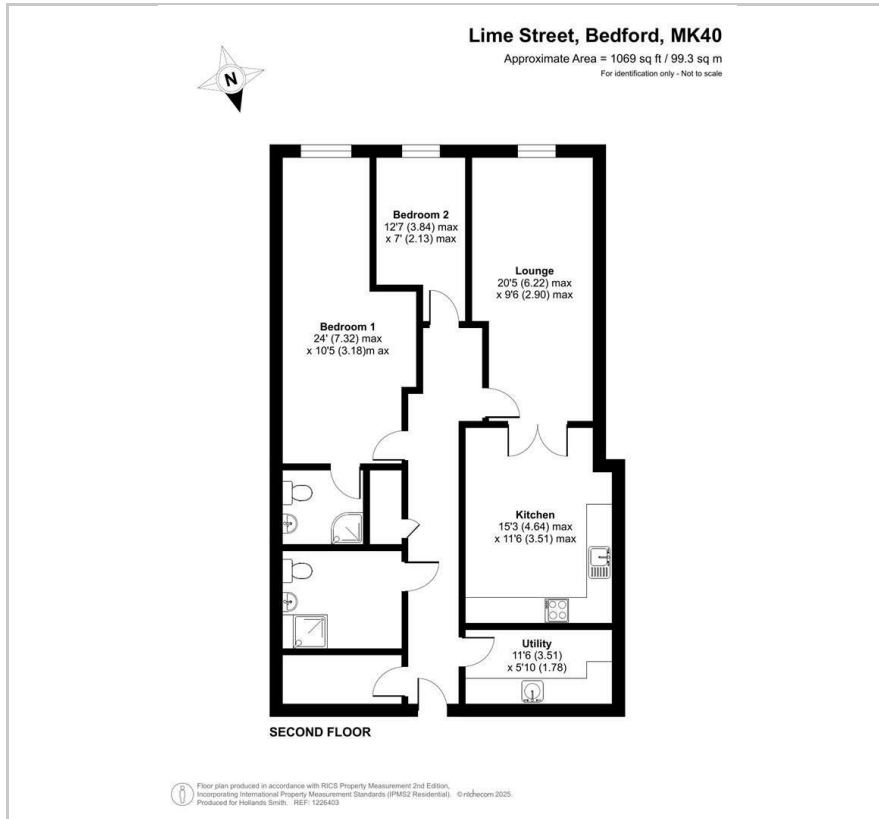 Lime Street, Bedford, MK40
Approximate Area = 1069 sq ft / 99.3 sq m
For identification only - Not to scale
N
Bedroom 2
12'7 (3.84) max
x 7' (2.13) max
Lounge
20'5 (6.22) max
x 9'6 (2.90) max
Bedroom 1
24' (7.32) max
x 10'5 (3.18)m ax
Kitchen
15'3 (4.64) max
x 11'6 (3.51) max
Utility
11'6 (3.51)
x 5'10 (1.78)
SECOND FLOOR
Floor plan produced in accordance with RICS Property Measurement 2nd Edition,
Incorporating International Property Measurement Standards (IPMS2 Residential). © nichecom 2025.
Produced for Hollands Smith. REF: 1226403